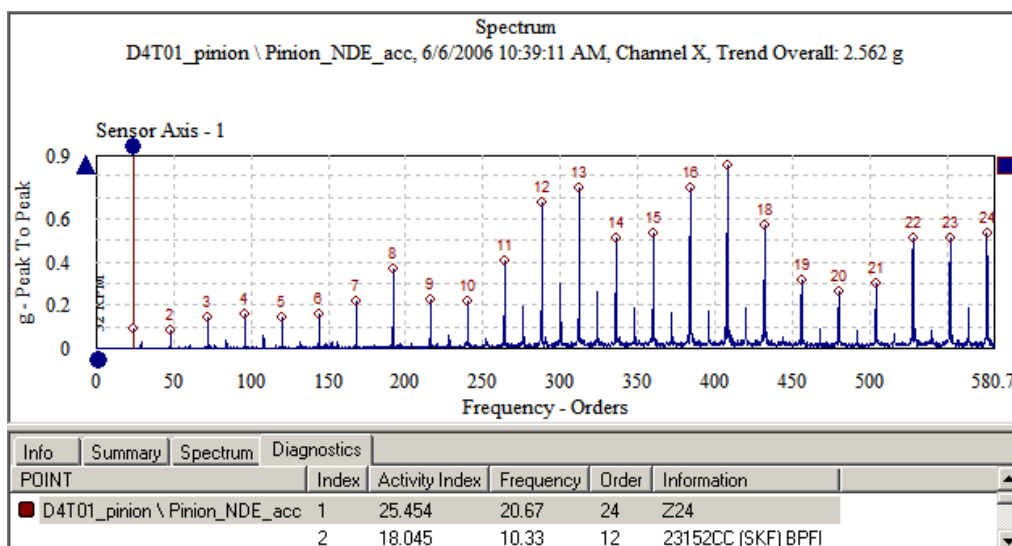 Spectrum
D4T01_pinion \ Pinion_NDE_acc, 6/6/2006 10:39:11 AM, Channel X, Trend Overall: 2.562 g
Sensor Axis - 1
g - Peak To Peak
0.9
0.6
0.4
0.2
0
2
3
4
5
6
7
8
9
10
11
12
13
14
15
16
18
19
20
21
22
23
24
0 50 100 150 200 250 300 350 400 450 500 580.7
Frequency - Orders
Info Summary Spectrum Diagnostics
POINT Index Activity Index Frequency Order Information
D4T01_pinion \ Pinion_NDE_acc 1 25.454 20.67 24 Z24
2 18.045 10.33 12 23152CC (SKF) BPFI